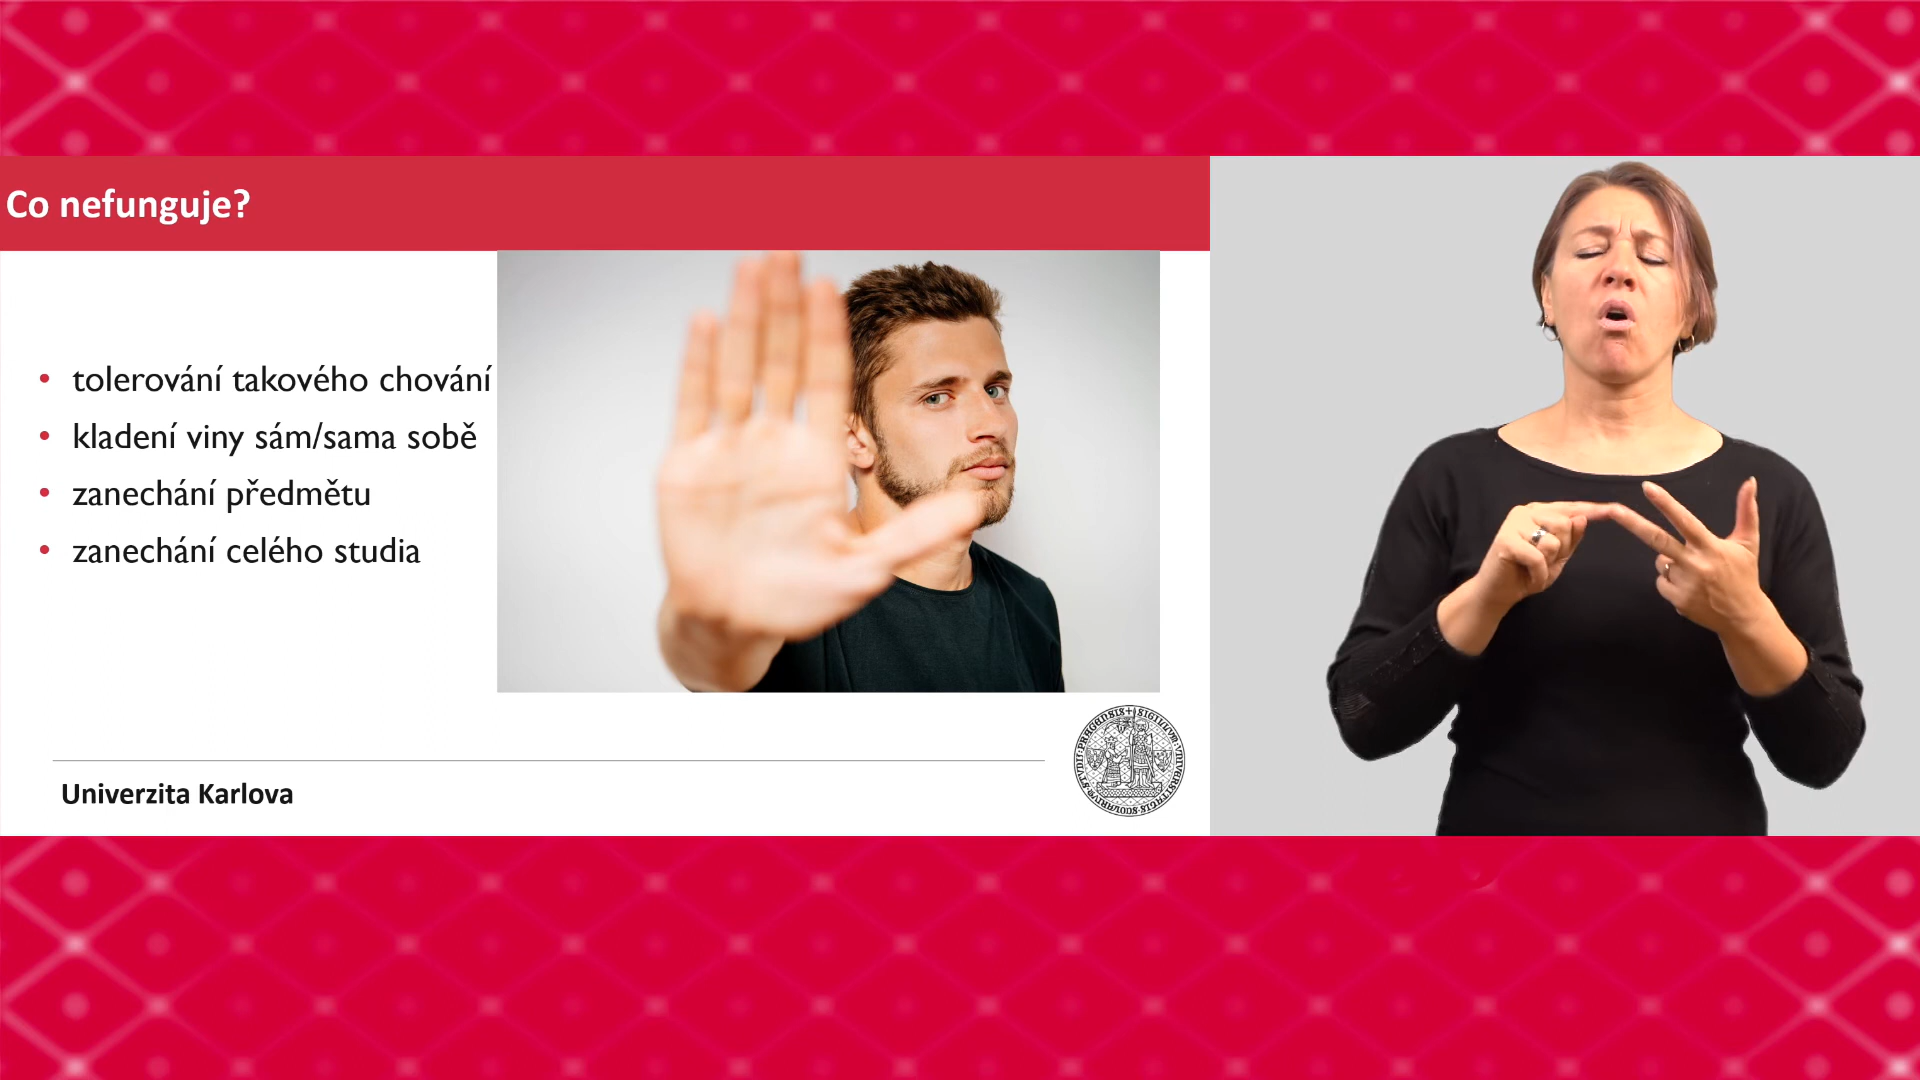 Co nefunguje?
tolerování takového chování
kladení viny sám/sama sobě
zanechání předmětu
zanechání celého studia
Univerzita Karlova